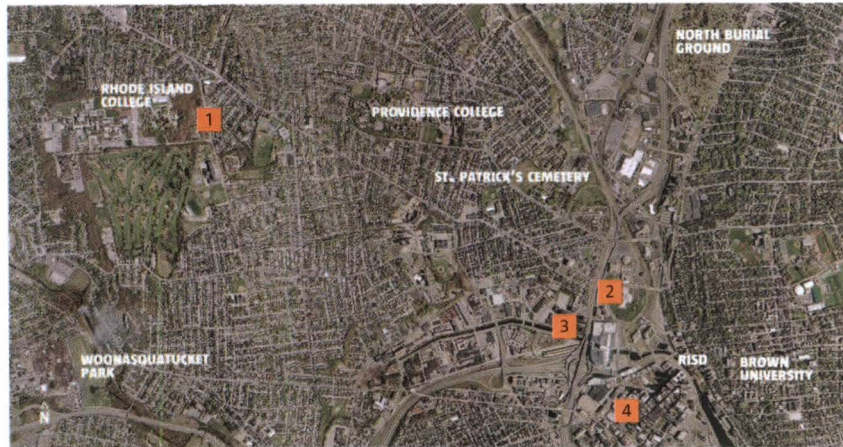 NORTH BURIAL
GROUND
RHODE ISLAND
COLLEGE
1
PROVIDENCE COLLEGE
ST. PATRICK'S CEMETERY
2
3
WOONASQUATUCKET
PARK
RISD
BROWN
UNIVERSITY
4
N